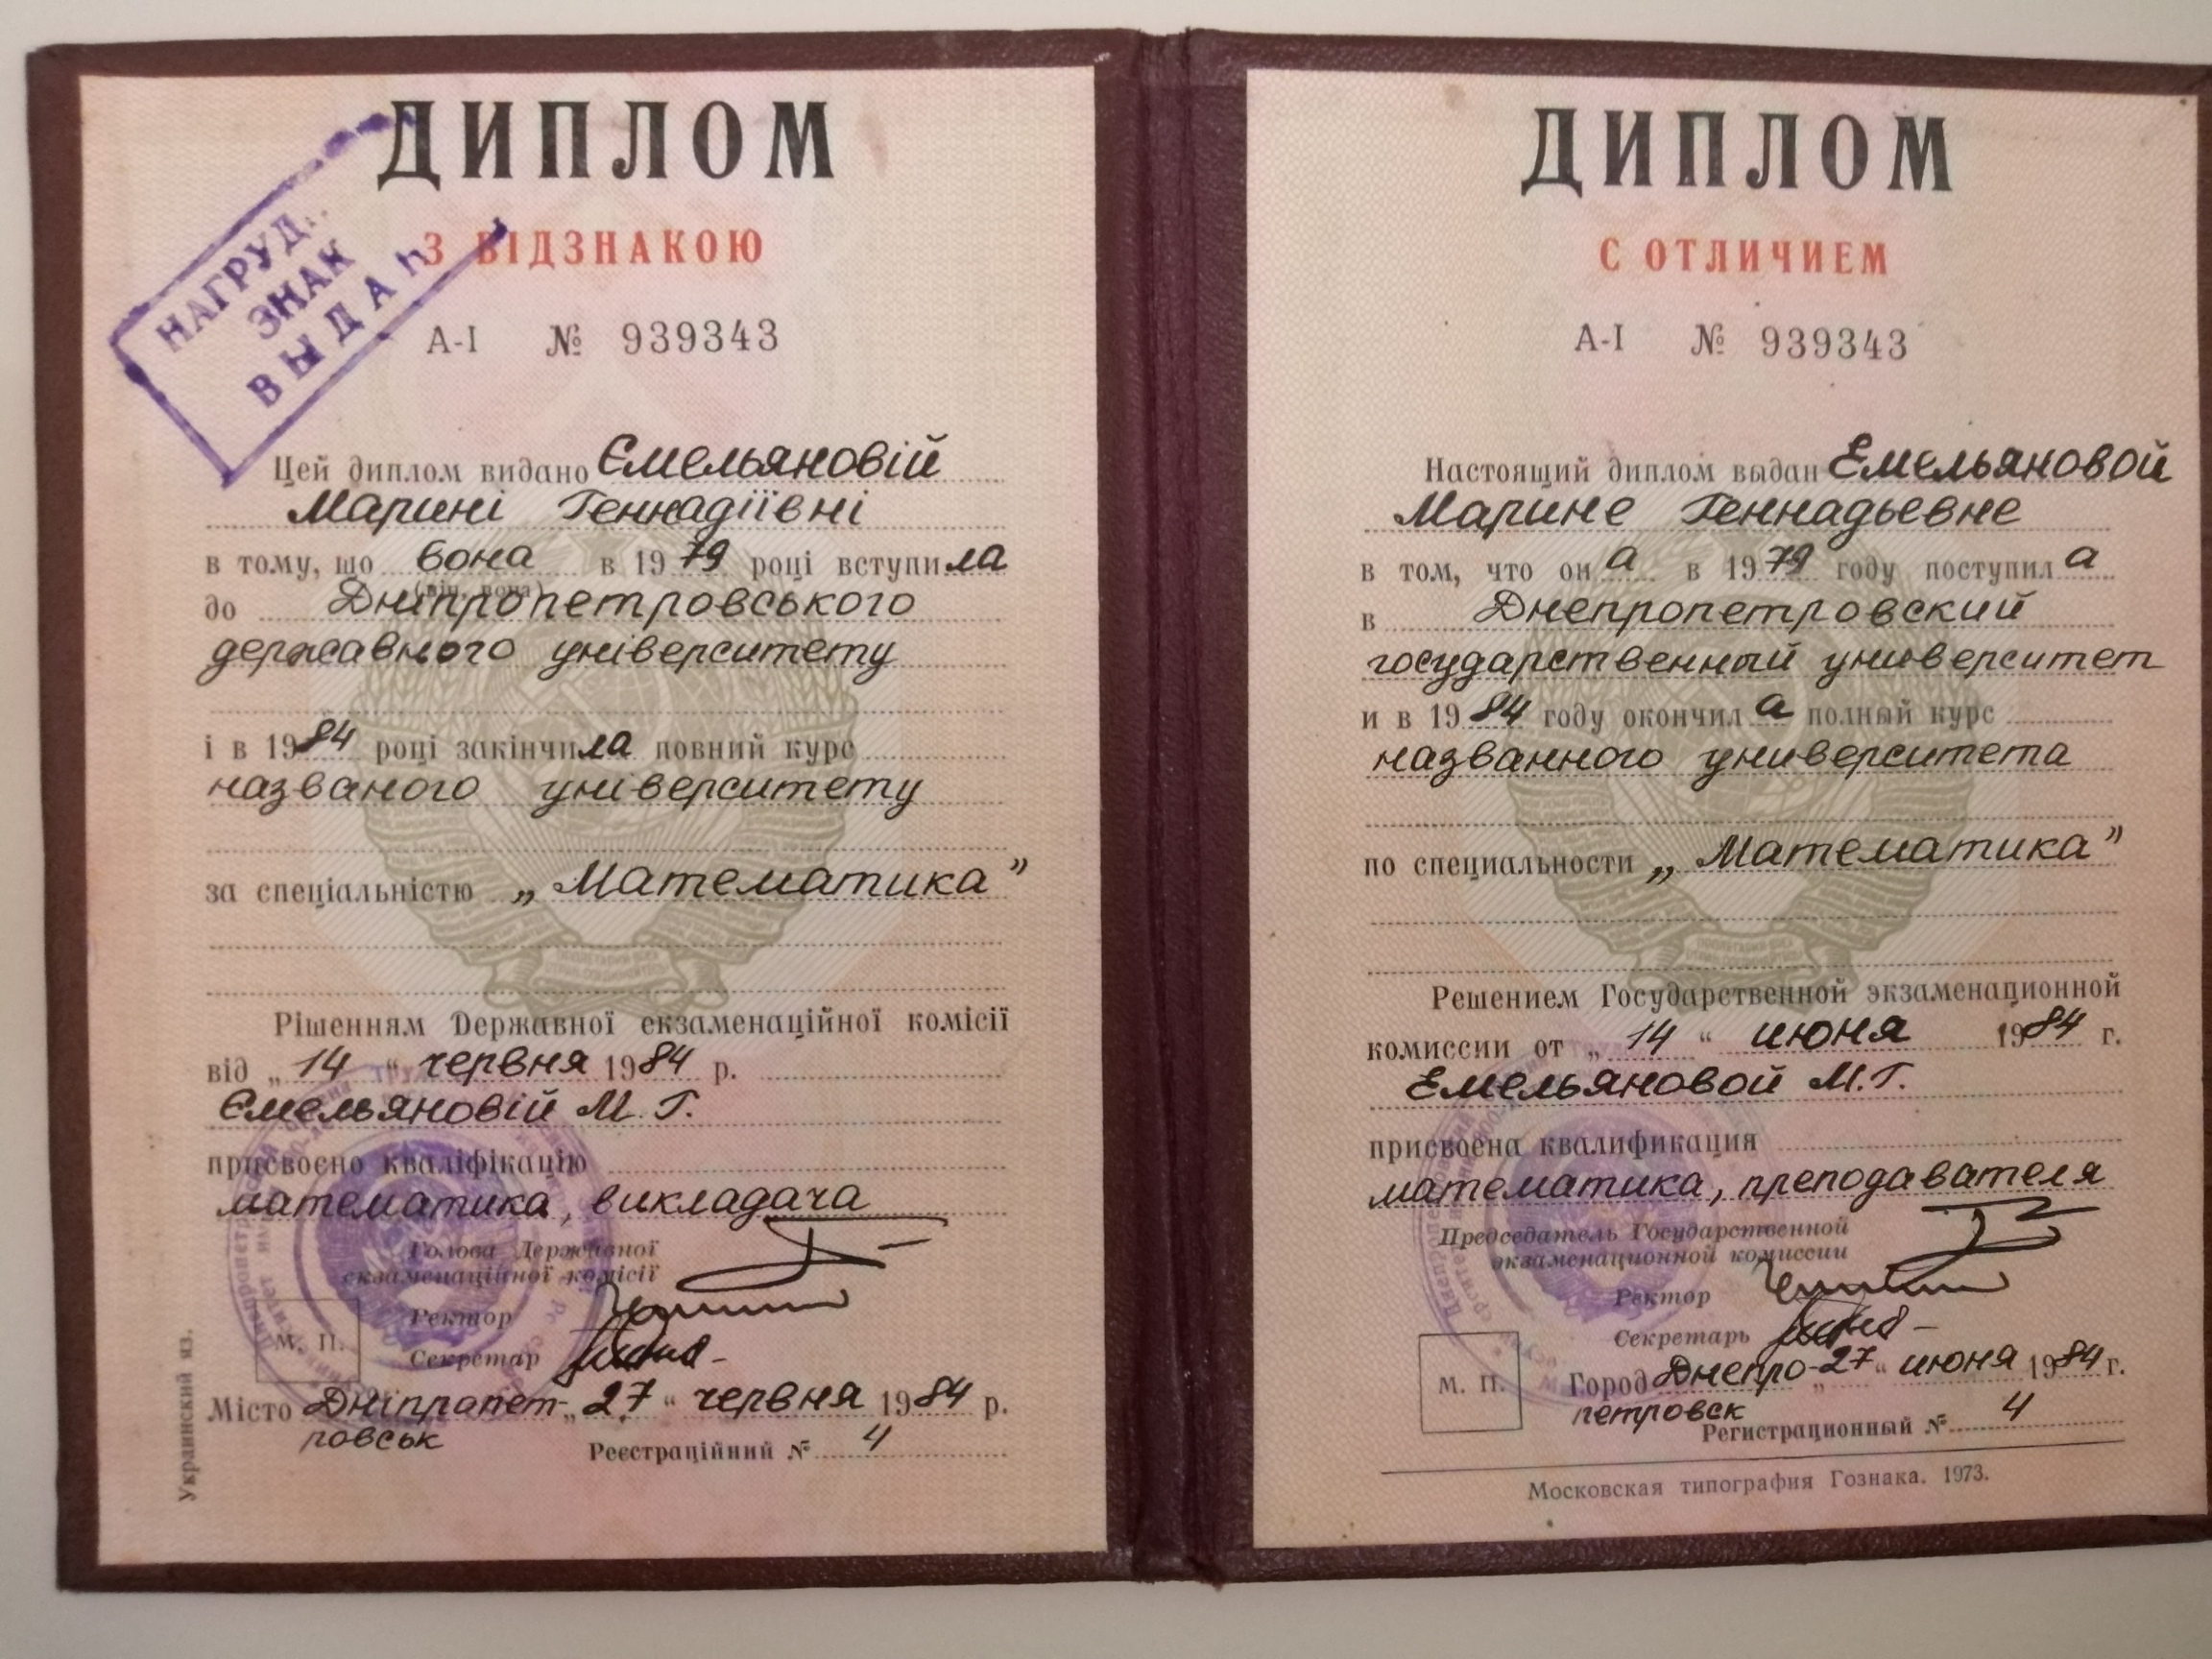 НАГРУД.
ЗНАК
ВЫДАН
ДИПЛОМ
З ВІДЗНАКОЮ
А-I № 939343
Цей диплом видано Ємельяновій
Марині Геннадіївні
в тому, що вона в 1979 році вступила
(він, вона)
до Дніпропетровського
державного університету
і в 1984 році закінчила повний курс
названого університету
за спеціальністю „Математика”
Рішенням Державної екзаменаційної комісії
від „14“ червня 1984 р.
Ємельяновій М. Г.
присвоєно кваліфікацію
математика, викладача
Голова Державної
екзаменаційної комісії
Ректор
Секретар
М. П.
Місто Дніпропет- „27“ червня 1984 р.
ровськ
Реєстраційний № 4
Украинский яз.
ДИПЛОМ
С ОТЛИЧИЕМ
А-I № 939343
Настоящий диплом выдан Емельяновой
Марине Геннадьевне
в том, что она в 1979 году поступила
в Днепропетровский
государственный университет
и в 1984 году окончила полный курс
названного университета
по специальности „Математика”
Решением Государственной экзаменационной
комиссии от „14“ июня 1984 г.
Емельяновой М.Г.
присвоена квалификация
математика, преподавателя
Председатель Государственной
экзаменационной комиссии
Ректор
Секретарь
М. П.
Город Днепро- „27“ июня 1984 г.
петровск
Регистрационный № 4
Московская типография Гознака. 1973.